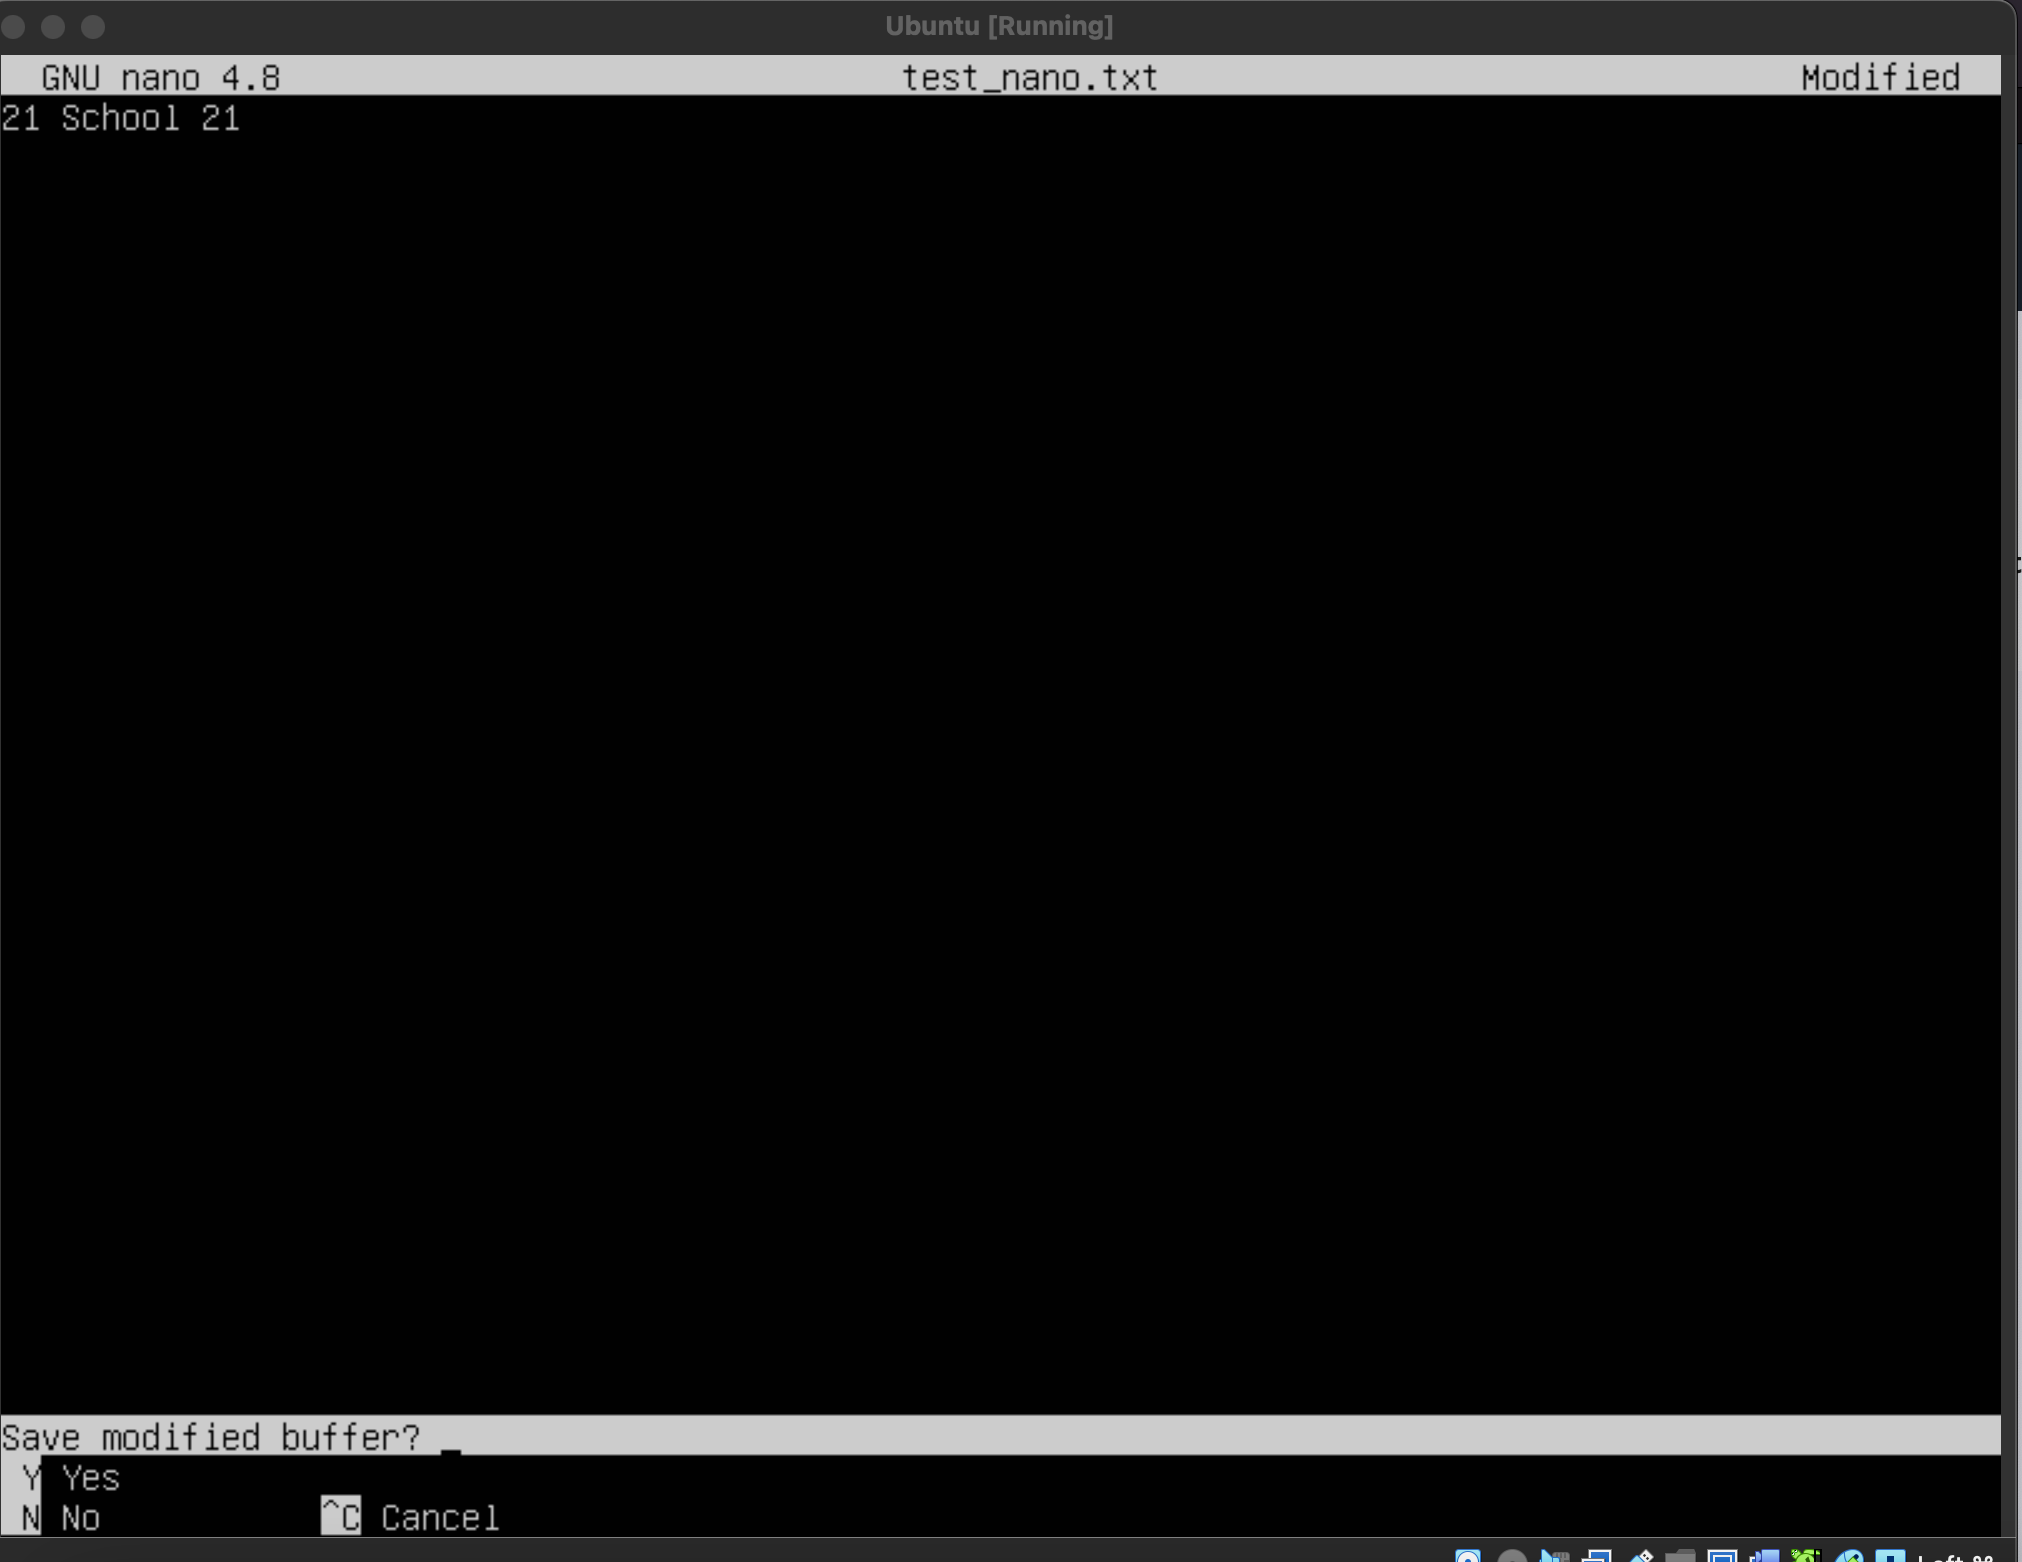 Ubuntu [Running]
GNU nano 4.8 test_nano.txt Modified
21 School 21
Save modified buffer?
Y Yes
N No ^C Cancel
Left ⌘